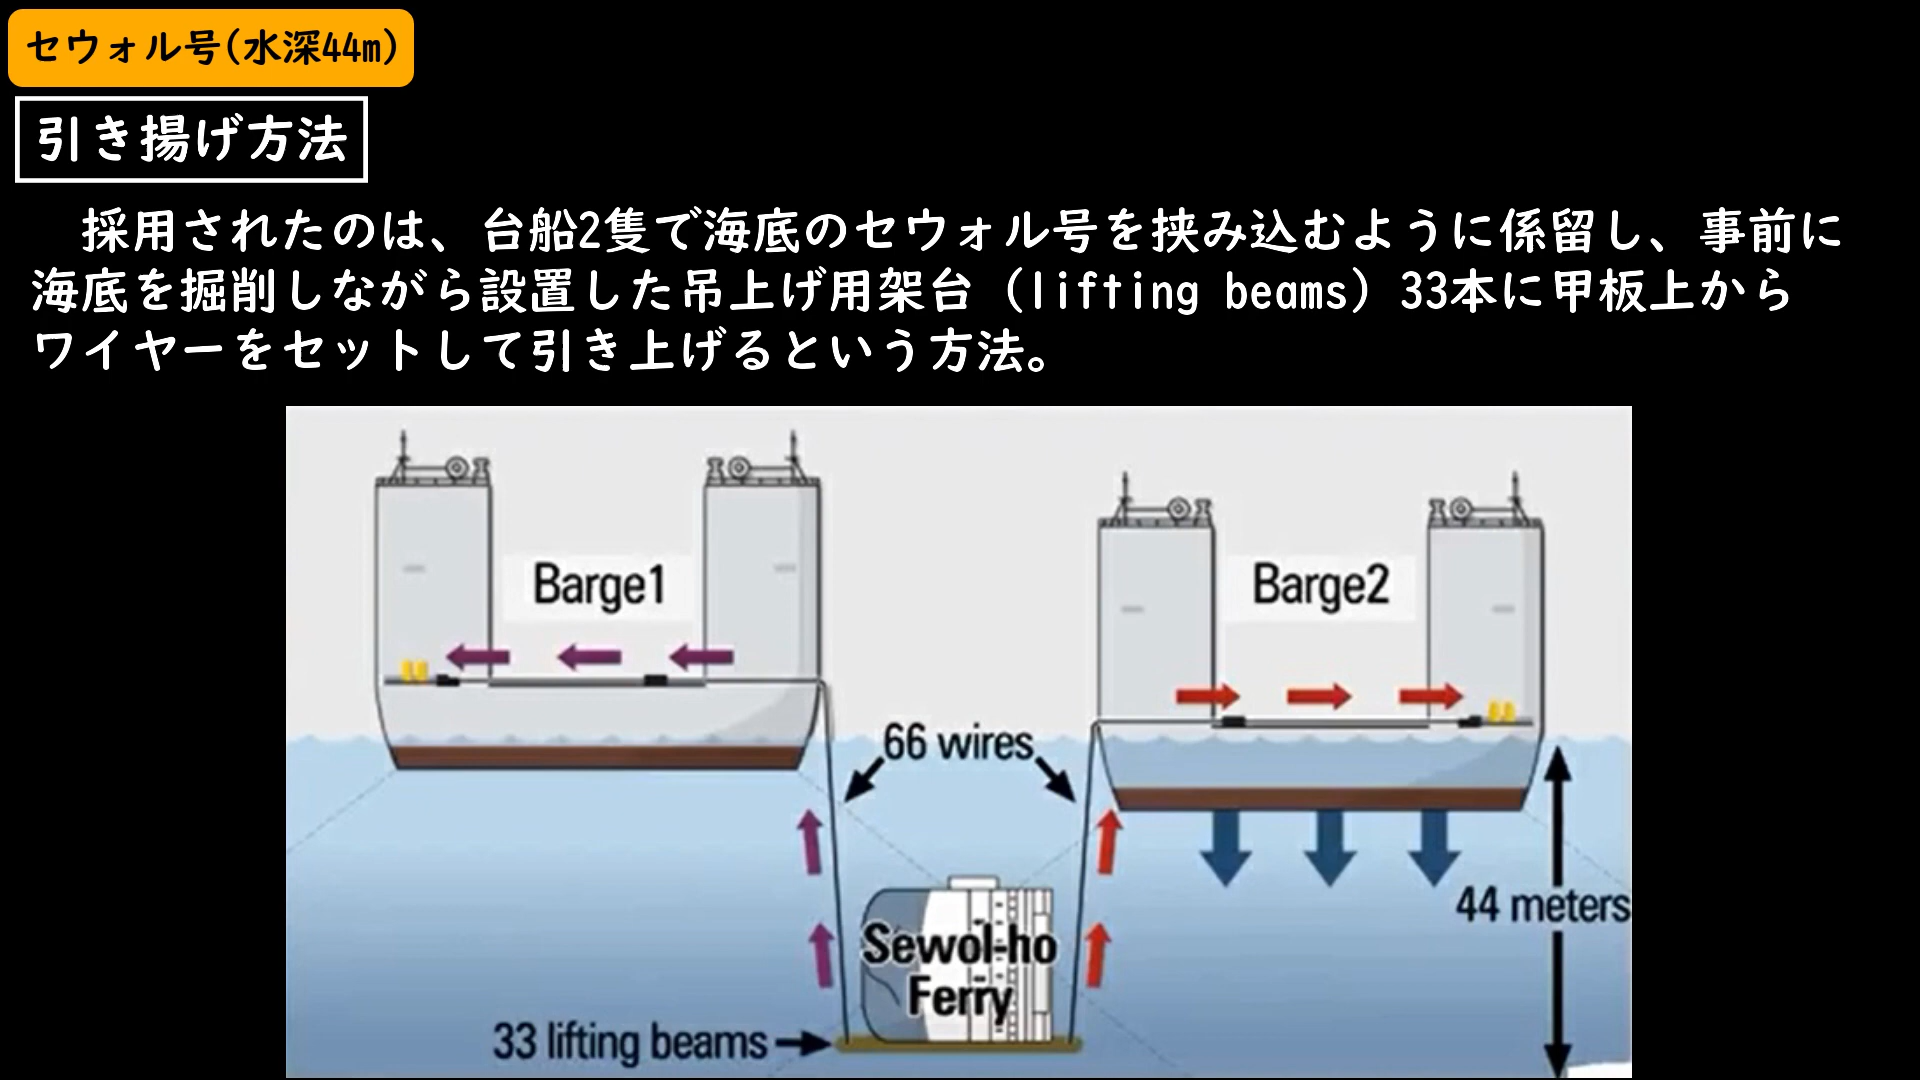 セウォル号(水深44m)
引き揚げ方法
採用されたのは、台船2隻で海底のセウォル号を挟み込むように係留し、事前に
海底を掘削しながら設置した吊上げ用架台（lifting beams）33本に甲板上から
ワイヤーをセットして引き上げるという方法。
Barge1
Barge2
66 wires
44 meters
Sewol-ho
Ferry
33 lifting beams